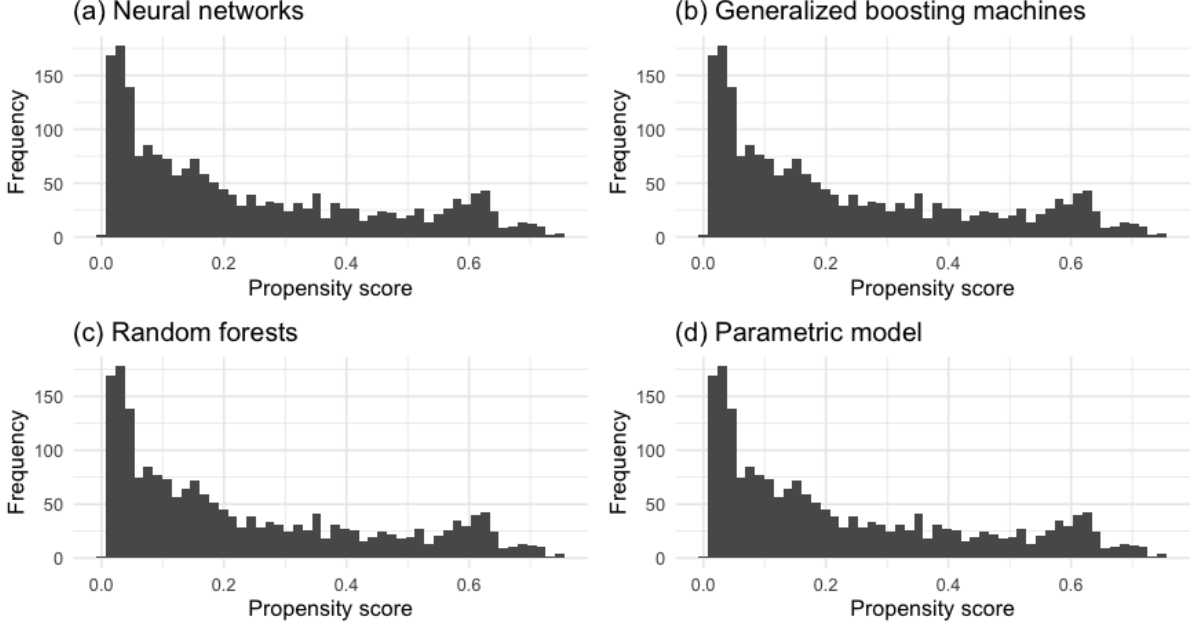 (a) Neural networks
Frequency
150
100
50
0
0.0 0.2 0.4 0.6
Propensity score
(b) Generalized boosting machines
Frequency
150
100
50
0
0.0 0.2 0.4 0.6
Propensity score
(c) Random forests
Frequency
150
100
50
0
0.0 0.2 0.4 0.6
Propensity score
(d) Parametric model
Frequency
150
100
50
0
0.0 0.2 0.4 0.6
Propensity score